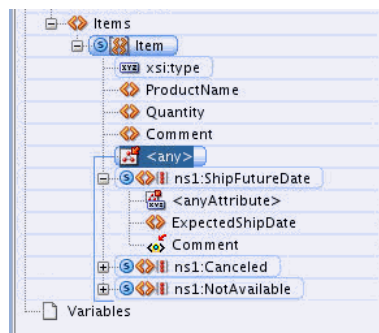 Items
Item
xsi:type
ProductName
Quantity
Comment
<any>
ns1:ShipFutureDate
<anyAttribute>
ExpectedShipDate
Comment
ns1:Canceled
ns1:NotAvailable
Variables